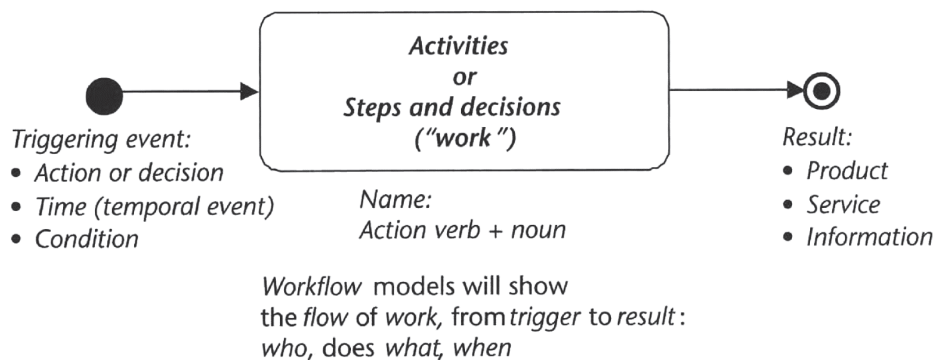 Activities
or
Steps and decisions
("work")
Triggering event:
• Action or decision
• Time (temporal event)
• Condition
Name:
Action verb + noun
Result:
• Product
• Service
• Information
Workflow models will show
the flow of work, from trigger to result:
who, does what, when